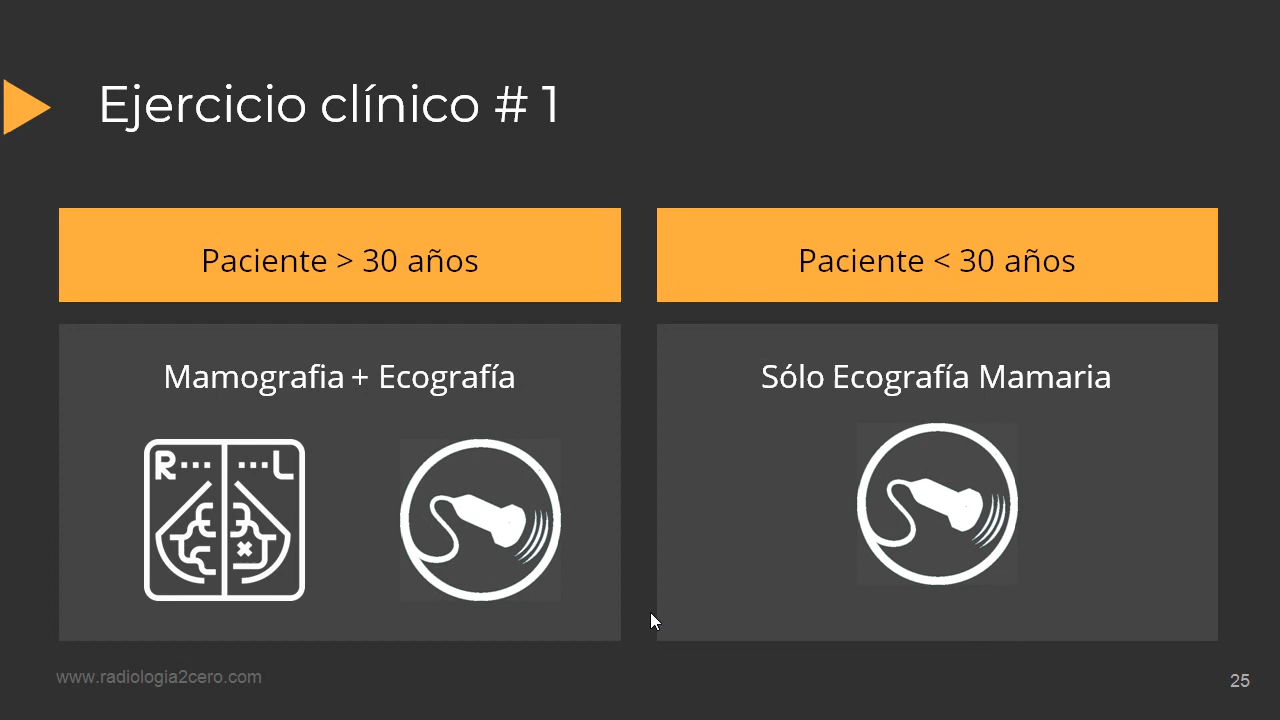 Ejercicio clínico # 1
Paciente > 30 años
Paciente < 30 años
Mamografia + Ecografía
Sólo Ecografía Mamaria
R... ...L
www.radiologia2cero.com
25